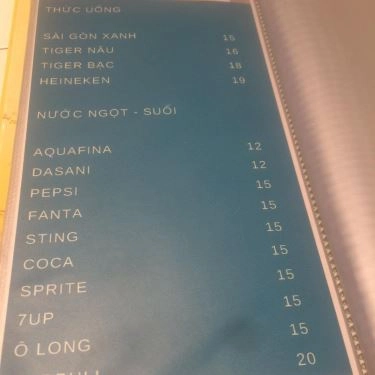 THỨC UỐNG
SÀI GÒN XANH 15
TIGER NÂU 16
TIGER BẠC 18
HEINEKEN 19
NƯỚC NGỌT - SUỐI
AQUAFINA 12
DASANI 12
PEPSI 15
FANTA 15
STING 15
COCA 15
SPRITE 15
7UP 15
Ô LONG 15
20